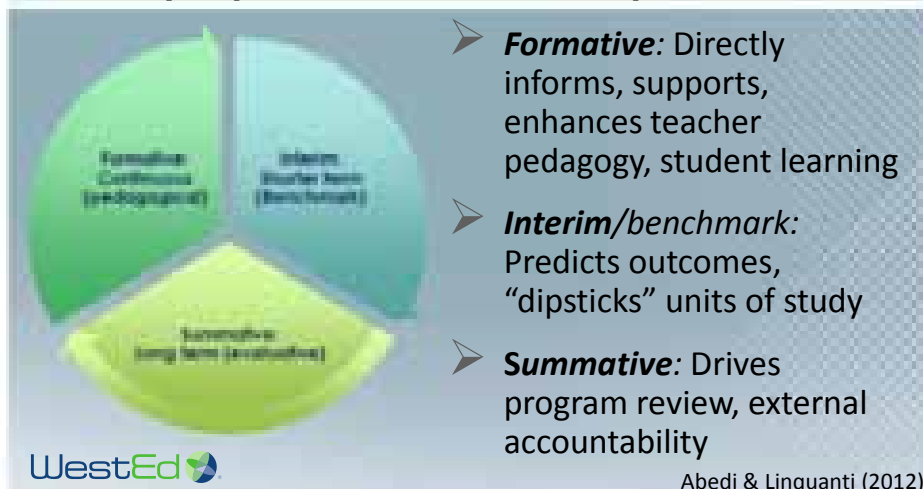 Formative
Continuous
(pedagogical)
Interim
Shorter term
(Benchmark)
Summative
Long term (evaluative)
Formative: Directly
informs, supports,
enhances teacher
pedagogy, student learning
Interim/benchmark:
Predicts outcomes,
“dipsticks” units of study
Summative: Drives
program review, external
accountability
WestEd
Abedi & Linquanti (2012)